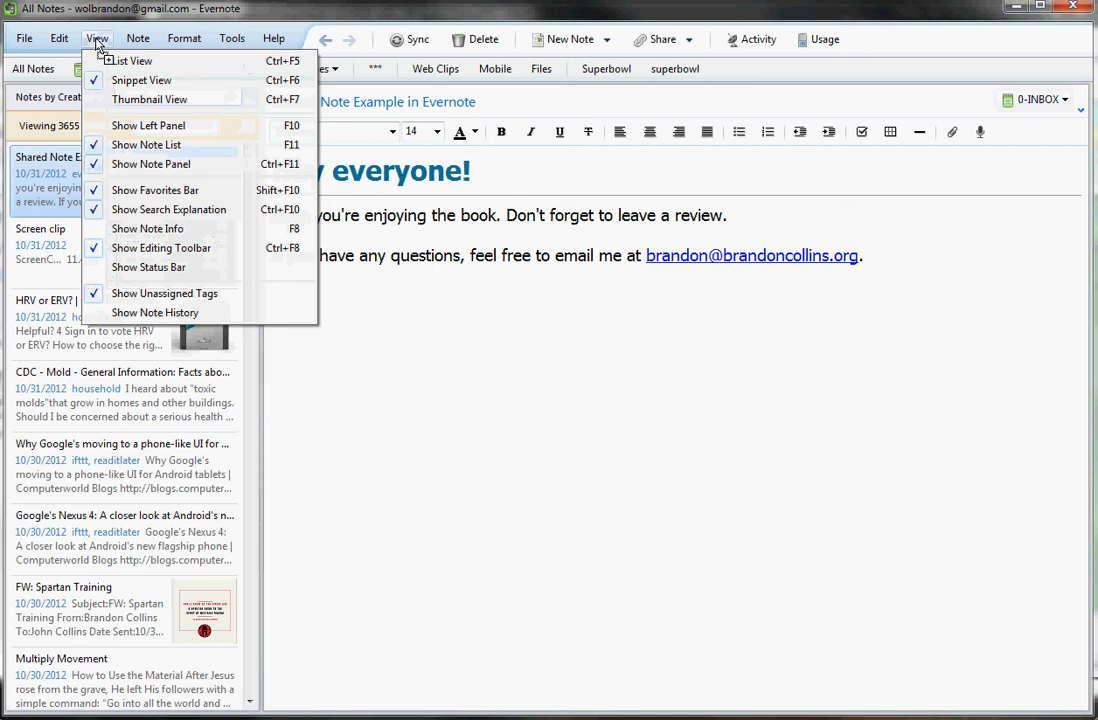 All Notes - wolbrandon@gmail.com - Evernote
File Edit View Note Format Tools Help Sync Delete New Note Share Activity Usage
All Notes es *** Web Clips Mobile Files Superbowl superbowl
List View Ctrl+F5
Snippet View Ctrl+F6
Thumbnail View Ctrl+F7
Show Left Panel F10
Show Note List F11
Show Note Panel Ctrl+F11
Show Favorites Bar Shift+F10
Show Search Explanation Ctrl+F10
Show Note Info F8
Show Editing Toolbar Ctrl+F8
Show Status Bar
Show Unassigned Tags
Show Note History
Notes by Creat
Viewing 3655
Shared Note E
10/31/2012 ev
you're enjoyin
a review. If you
Screen clip
10/31/2012
ScreenC... 11.
HRV or ERV? |
10/31/2012 ho
Helpful? 4 Sign in to vote HRV
or ERV? How to choose the rig...
CDC - Mold - General Information: Facts abo...
10/31/2012 household I heard about "toxic
molds"that grow in homes and other buildings.
Should I be concerned about a serious health ...
Why Google's moving to a phone-like UI for ...
10/30/2012 ifttt, readitlater Why Google's
moving to a phone-like UI for Android tablets |
Computerworld Blogs http://blogs.computer...
Google's Nexus 4: A closer look at Android's n...
10/30/2012 ifttt, readitlater Google's Nexus 4:
A closer look at Android's new flagship phone |
Computerworld Blogs http://blogs.computer...
FW: Spartan Training
10/30/2012 Subject:FW: Spartan
Training From:Brandon Collins
To:John Collins Date Sent:10/3...
Multiply Movement
10/30/2012 How to Use the Material After Jesus
rose from the grave, He left His followers with a
simple command: "Go into all the world and ...
Note Example in Evernote 0-INBOX
14 A B I U T
y everyone!
you're enjoying the book. Don't forget to leave a review.
have any questions, feel free to email me at brandon@brandoncollins.org.